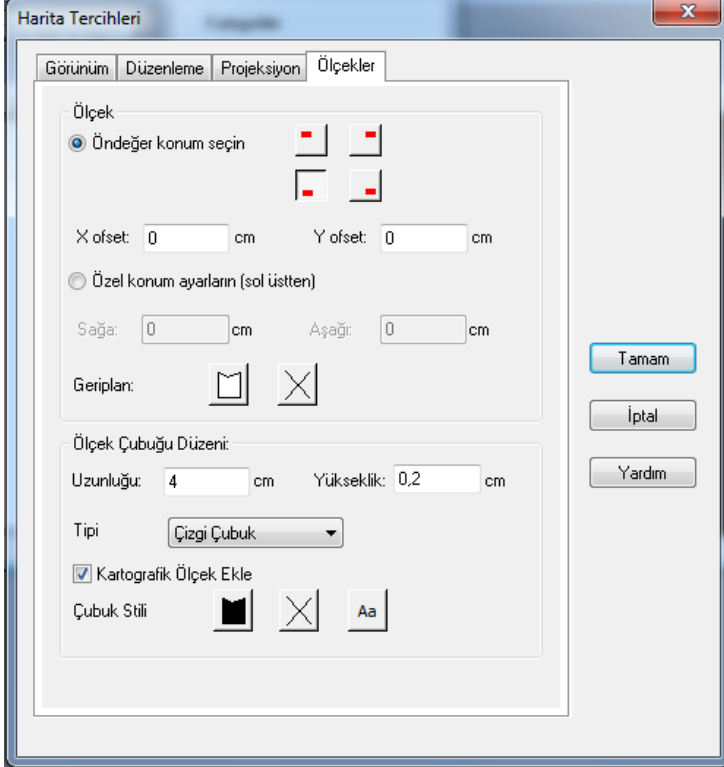 Harita Tercihleri
Görünüm Düzenleme Projeksiyon Ölçekler
Ölçek
Öndeğer konum seçin
X ofset: 0 cm Y ofset: 0 cm
Özel konum ayarların (sol üstten)
Sağa: 0 cm Aşağı: 0 cm
Geriplan:
Tamam
İptal
Yardım
Ölçek Çubuğu Düzeni:
Uzunluğu: 4 cm Yükseklik: 0,2 cm
Tipi Çizgi Çubuk
Kartografik Ölçek Ekle
Çubuk Stili Aa